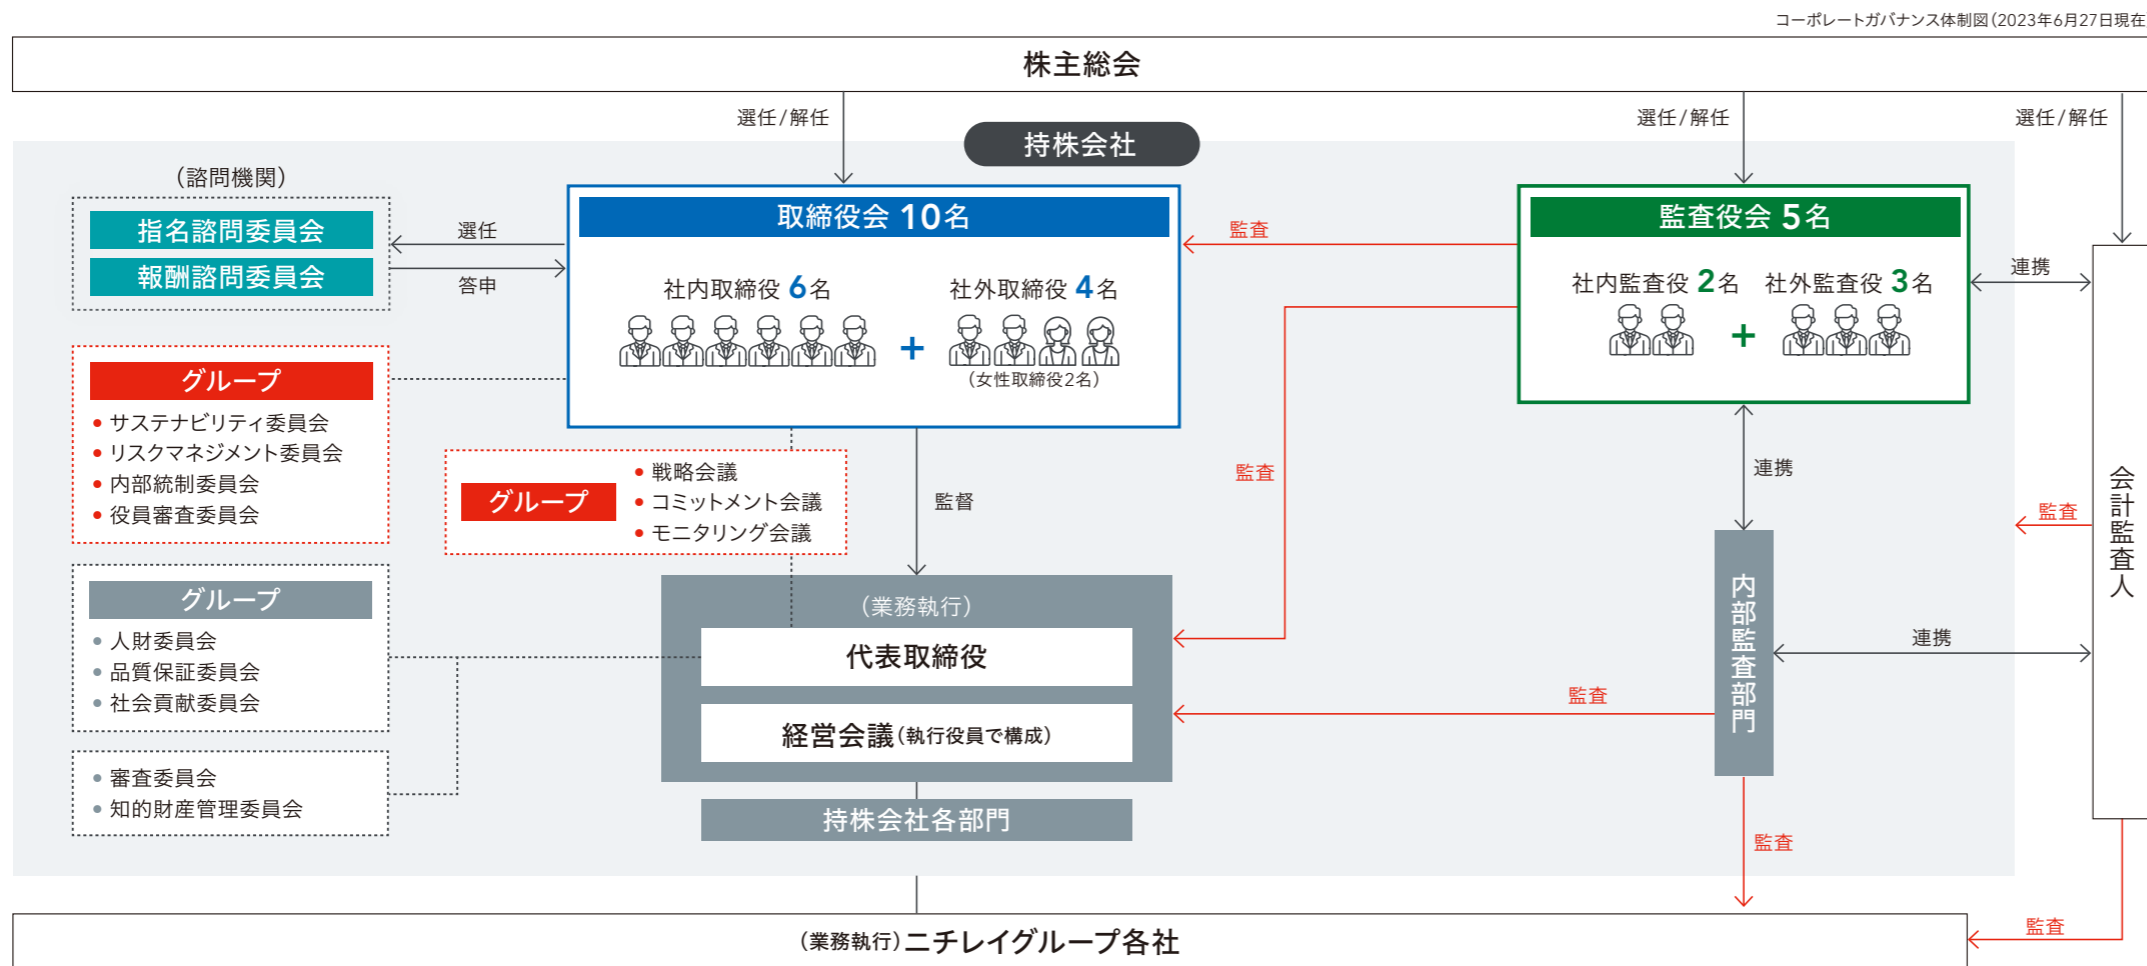 コーポレートガバナンス体制図(2023年6月27日現在
株主総会
選任/解任
選任/解任
選任/解任
持株会社
(諮問機関)
指名諮問委員会
報酬諮問委員会
選任
答申
取締役会 10名
社内取締役 6名
社外取締役 4名
+
(女性取締役2名)
監査
監査役会 5名
社内監査役 2名
社外監査役 3名
+
連携
グループ
• サステナビリティ委員会
• リスクマネジメント委員会
• 内部統制委員会
• 役員審査委員会
グループ
• 戦略会議
• コミットメント会議
• モニタリング会議
監督
監査
連携
会計監査人
監査
グループ
• 人財委員会
• 品質保証委員会
• 社会貢献委員会
(業務執行)
代表取締役
経営会議(執行役員で構成)
内部監査部門
連携
監査
• 審査委員会
• 知的財産管理委員会
持株会社各部門
監査
(業務執行)ニチレイグループ各社
監査